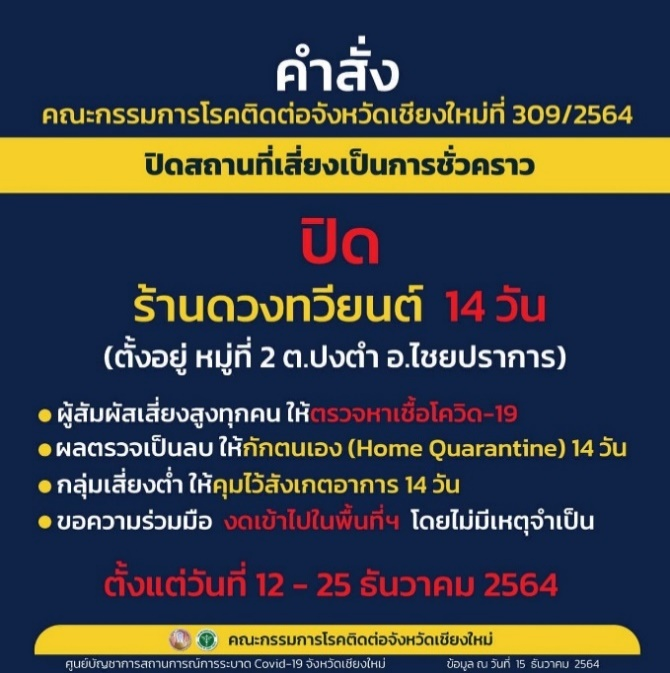 คำสั่ง
คณะกรรมการโรคติดต่อจังหวัดเชียงใหม่ที่ 309/2564
ปิดสถานที่เสี่ยงเป็นการชั่วคราว
ปิด
ร้านดวงทวียนต์ 14 วัน
(ตั้งอยู่ หมู่ที่ 2 ต.ปงตำ อ.ไชยปราการ)
● ผู้สัมผัสเสี่ยงสูงทุกคน ให้ตรวจหาเชื้อโควิด-19
● ผลตรวจเป็นลบ ให้กักตนเอง (Home Quarantine) 14 วัน
● กลุ่มเสี่ยงต่ำ ให้คุมไว้สังเกตอาการ 14 วัน
● ขอความร่วมมือ งดเข้าไปในพื้นที่ฯ โดยไม่มีเหตุจำเป็น
ตั้งแต่วันที่ 12 - 25 ธันวาคม 2564
คณะกรรมการโรคติดต่อจังหวัดเชียงใหม่
ศูนย์บัญชาการสถานการณ์การระบาด Covid-19 จังหวัดเชียงใหม่ ข้อมูล ณ วันที่ 15 ธันวาคม 2564